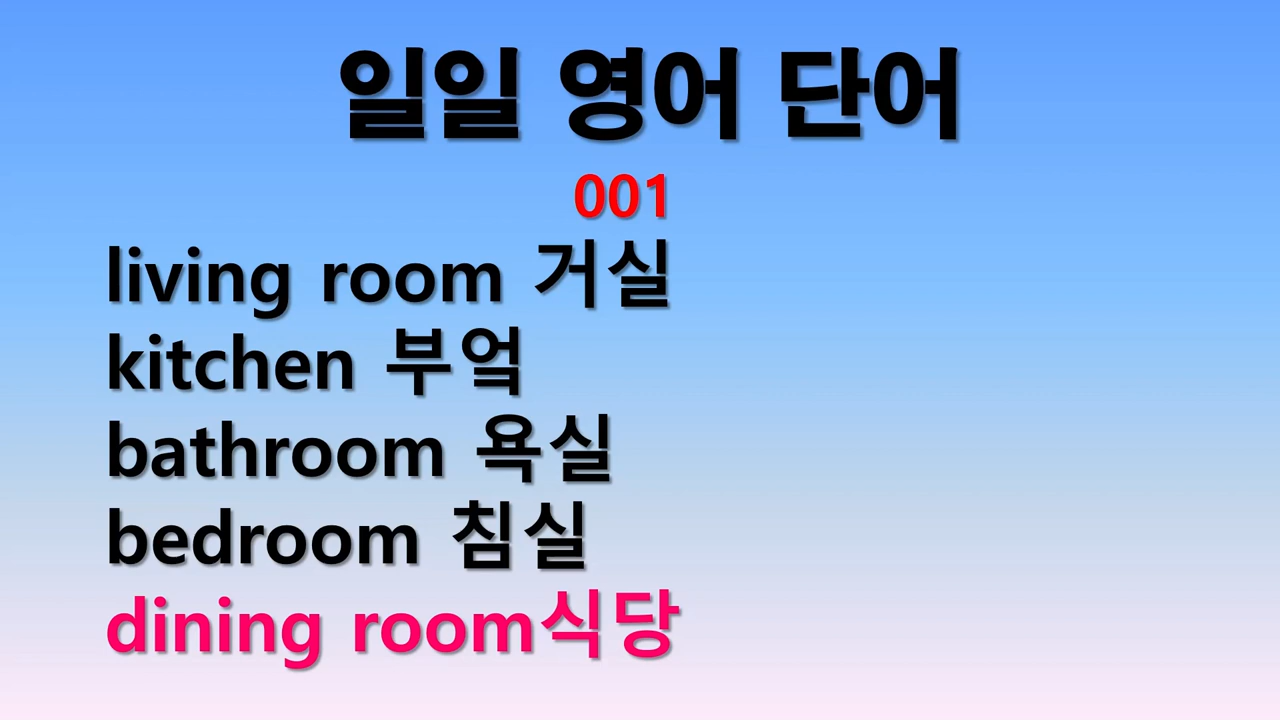 일일 영어 단어
001
living room 거실
kitchen 부엌
bathroom 욕실
bedroom 침실
dining room식당